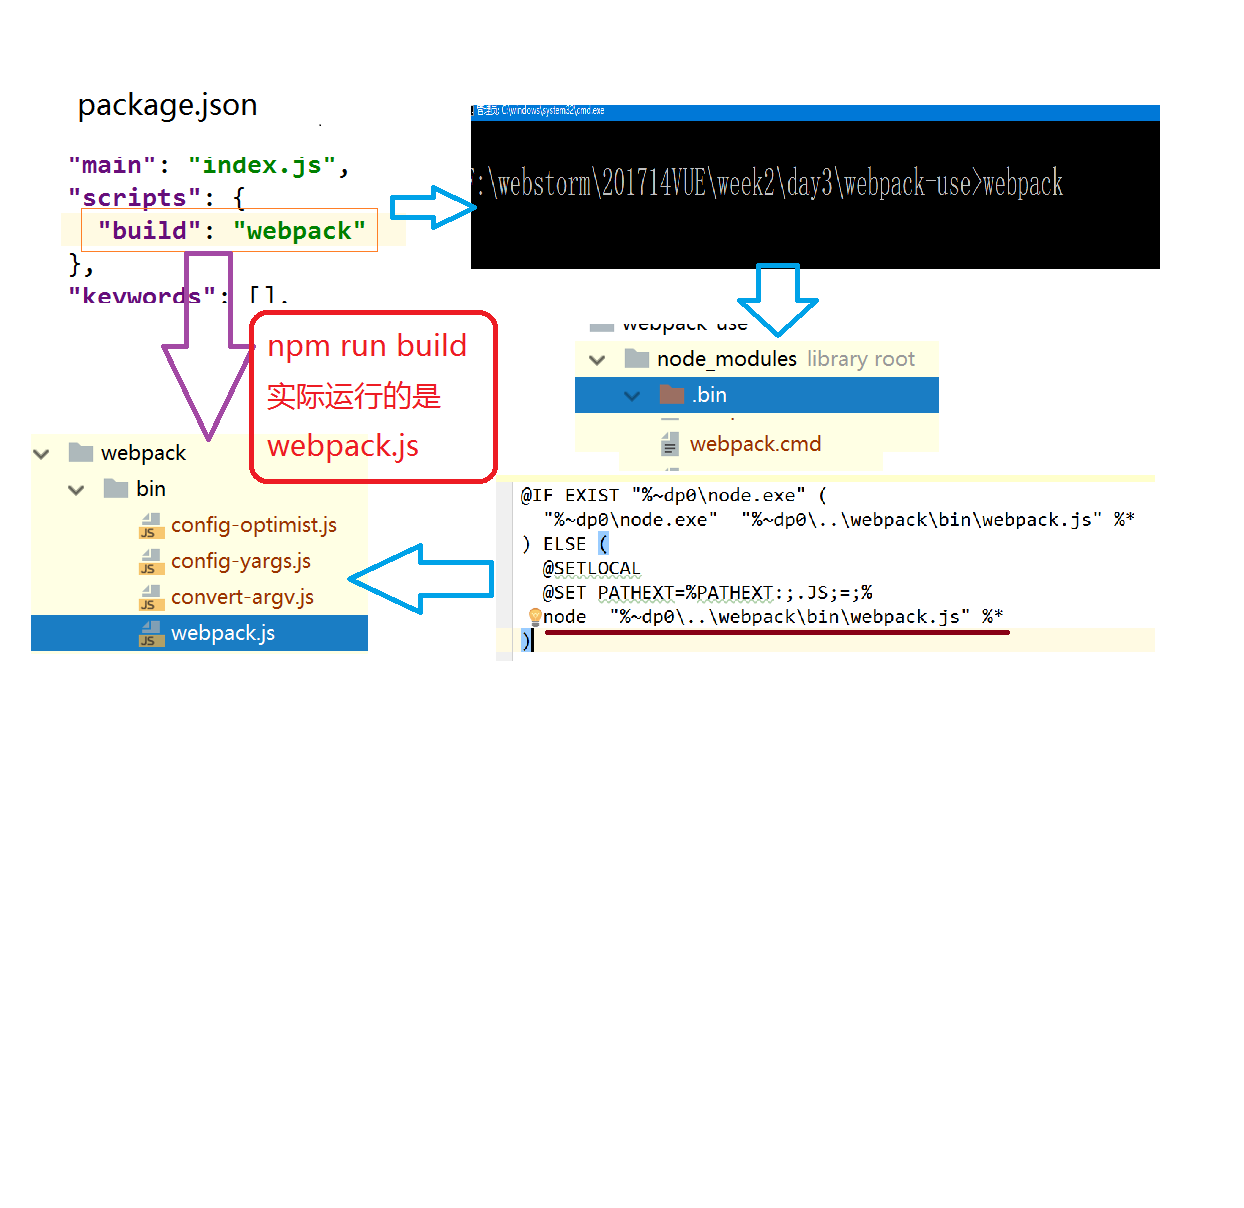 package.json
"main": "index.js",
"scripts": {
"build": "webpack"
},
"keywords": [],
管理员: C:\windows\system32\cmd.exe
F:\webstorm\201714VUE\week2\day3\webpack-use>webpack
npm run build
实际运行的是
webpack.js
webpack_use
node_modules library root
.bin
webpack.cmd
webpack
bin
config-optimist.js
config-yargs.js
convert-argv.js
webpack.js
@IF EXIST "%~dp0\node.exe" (
"%~dp0\node.exe" "%~dp0\..\webpack\bin\webpack.js" %*
) ELSE (
@SETLOCAL
@SET PATHEXT=%PATHEXT:;.JS;=;%
node "%~dp0\..\webpack\bin\webpack.js" %*
)